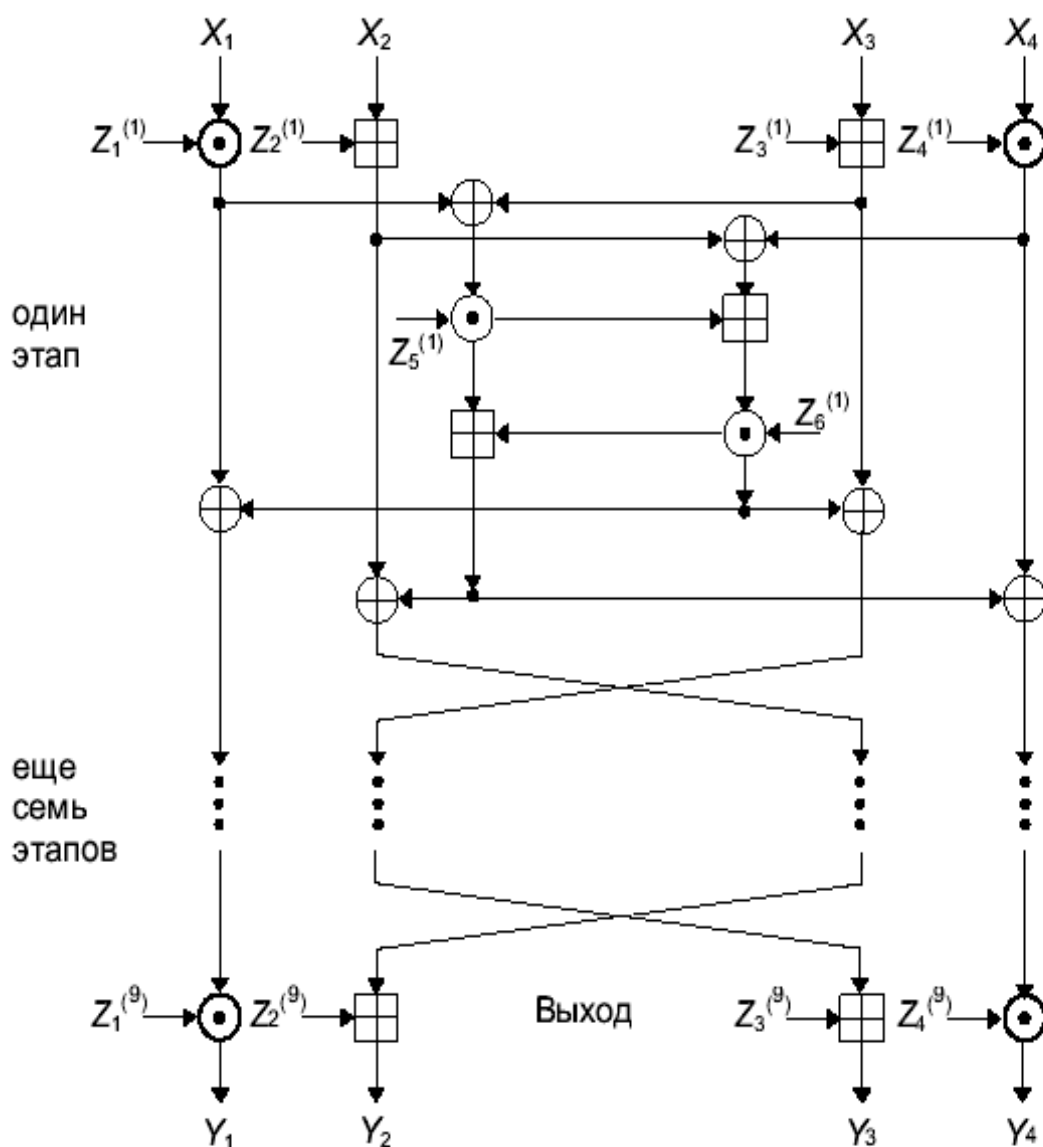 X₁ X₂ X₃ X₄
Z₁⁽¹⁾ Z₂⁽¹⁾ Z₃⁽¹⁾ Z₄⁽¹⁾
один
этап
Z₅⁽¹⁾
Z₆⁽¹⁾
еще
семь
этапов
Z₁⁽⁹⁾ Z₂⁽⁹⁾ Выход Z₃⁽⁹⁾ Z₄⁽⁹⁾
Y₁ Y₂ Y₃ Y₄